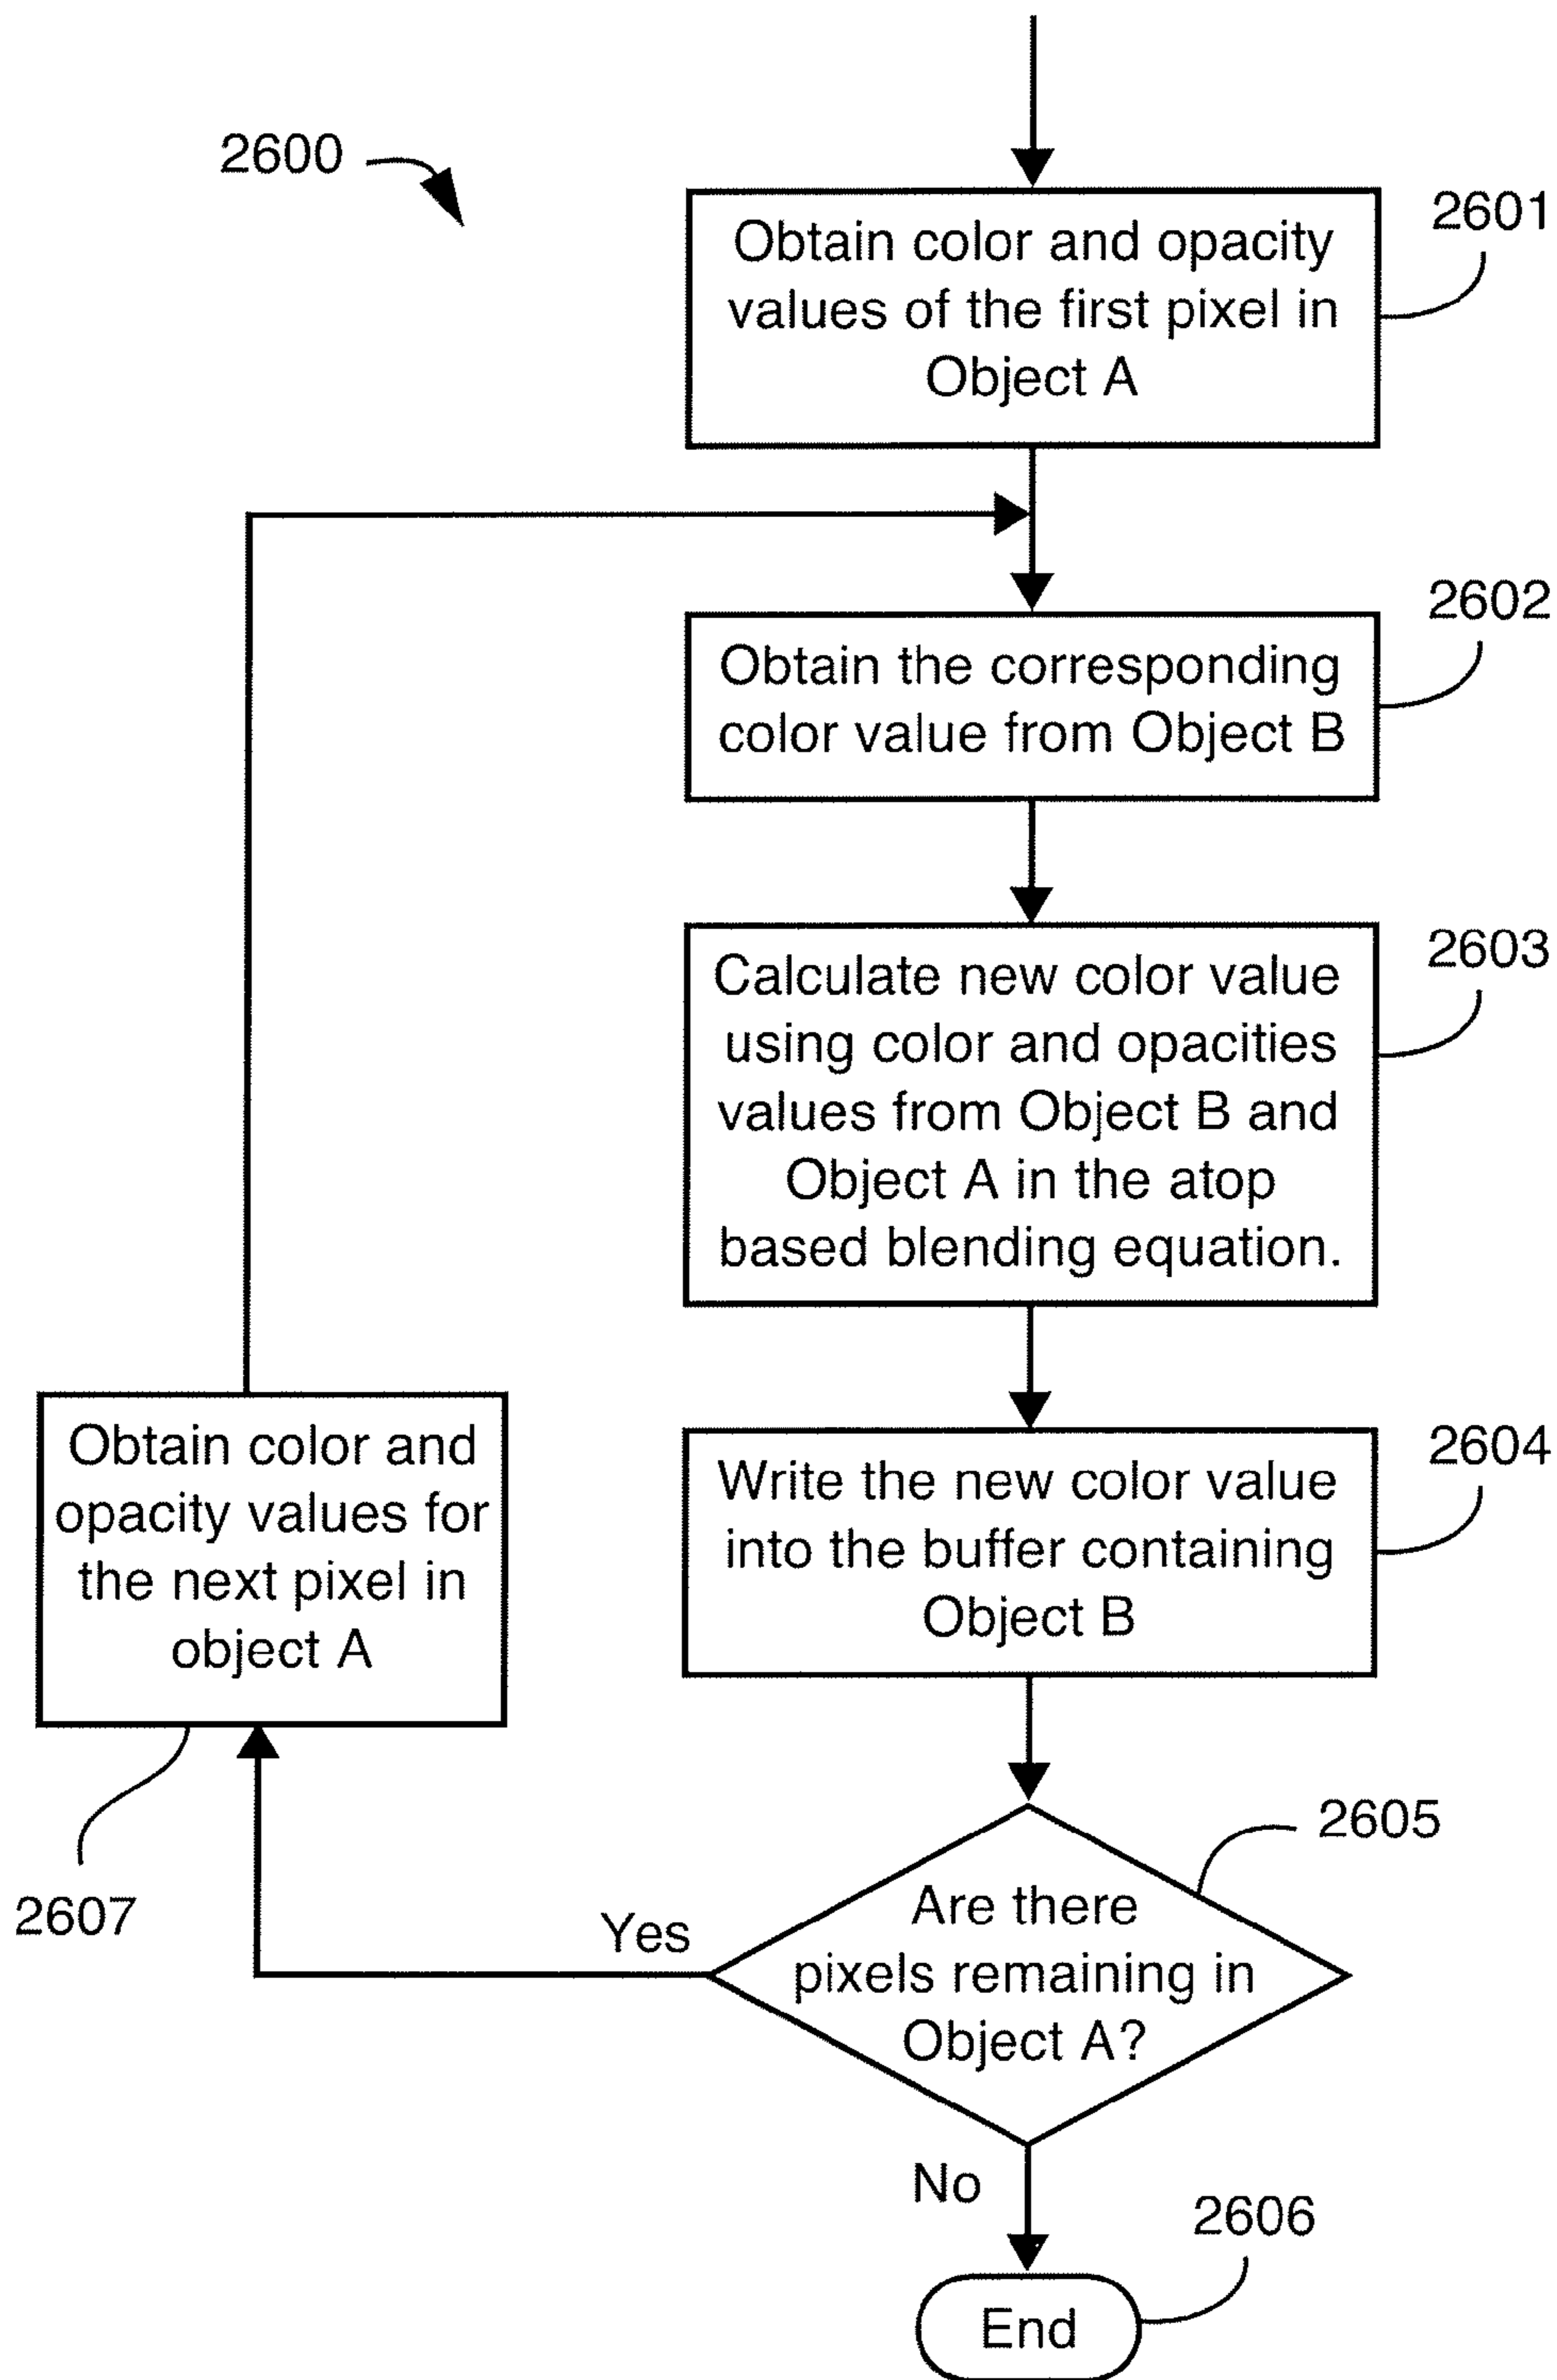 2600
2601
Obtain color and opacity
values of the first pixel in
Object A
2602
Obtain the corresponding
color value from Object B
2603
Calculate new color value
using color and opacities
values from Object B and
Object A in the atop
based blending equation.
2604
Write the new color value
into the buffer containing
Object B
Obtain color and
opacity values for
the next pixel in
object A
2607
2605
Are there
pixels remaining in
Object A?
Yes
No
2606
End